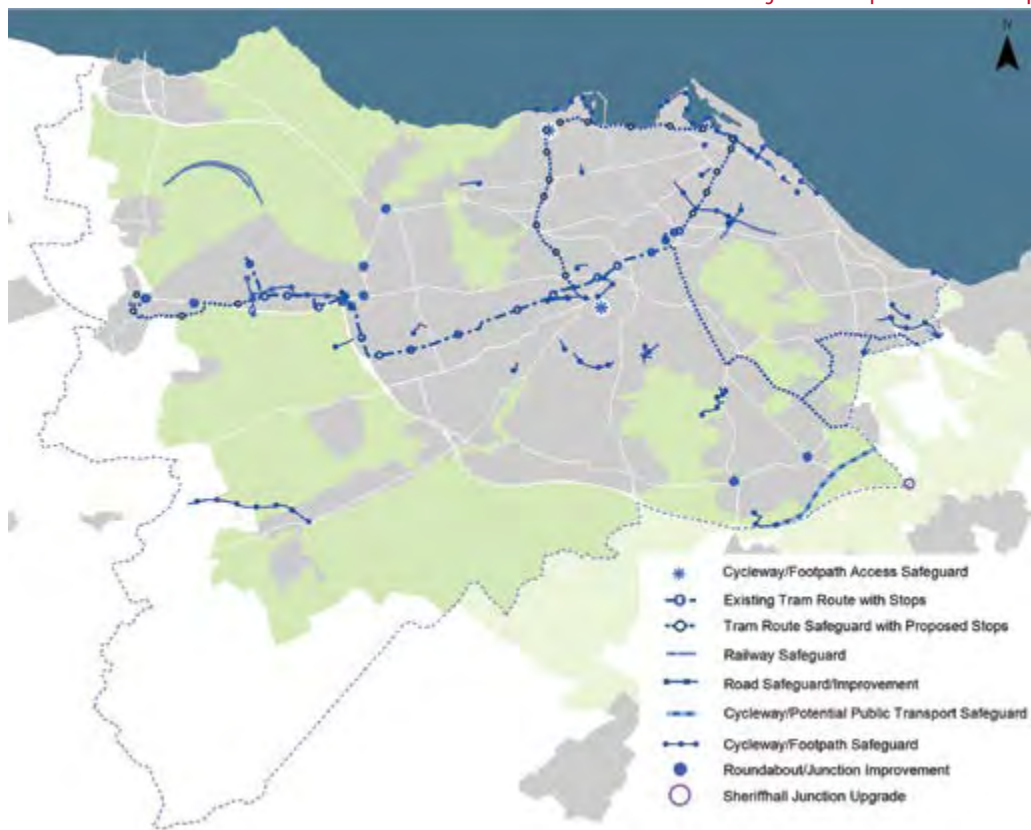 N
Cycleway/Footpath Access Safeguard
Existing Tram Route with Stops
Tram Route Safeguard with Proposed Stops
Railway Safeguard
Road Safeguard/Improvement
Cycleway/Potential Public Transport Safeguard
Cycleway/Footpath Safeguard
Roundabout/Junction Improvement
Sheriffhall Junction Upgrade